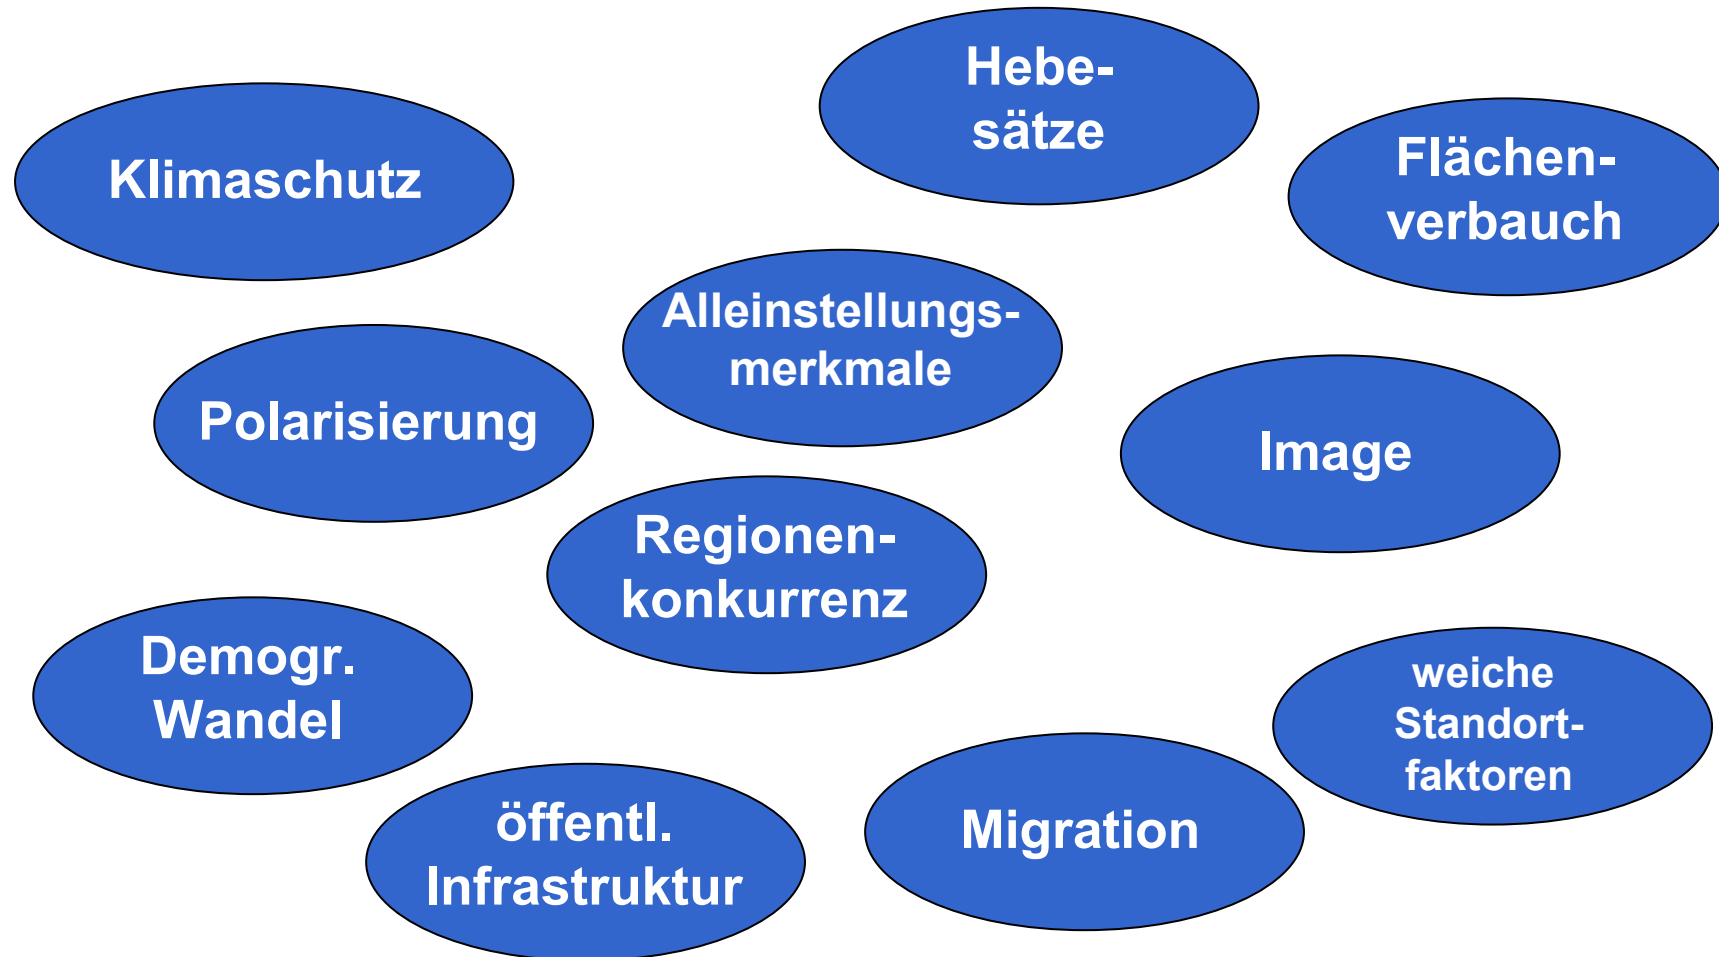 Hebe-
sätze
Klimaschutz
Flächen-
verbauch
Alleinstellungs-
merkmale
Polarisierung
Image
Regionen-
konkurrenz
Demogr.
Wandel
weiche
Standort-
faktoren
öffentl.
Infrastruktur
Migration